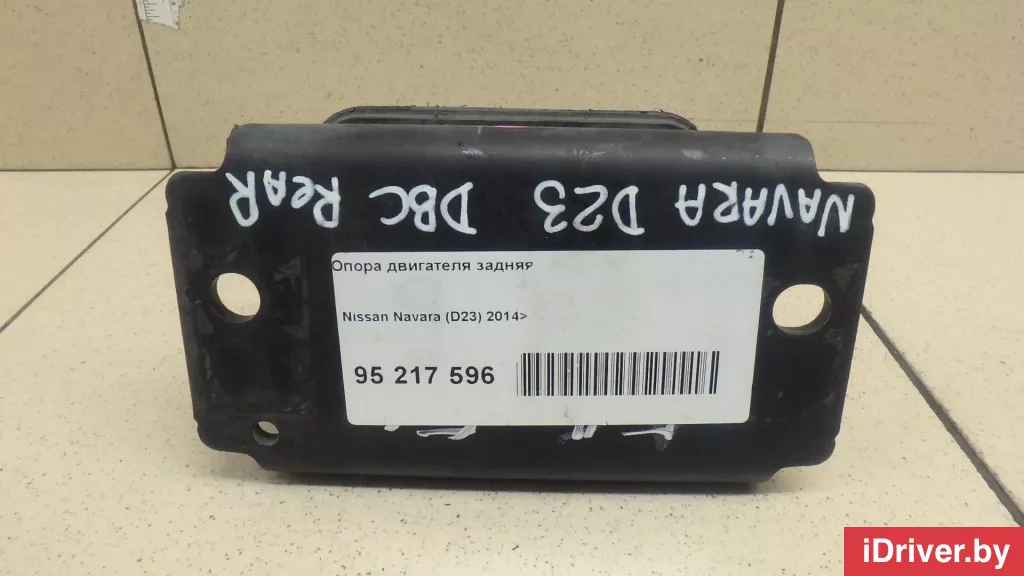 NAVARA D23 DBC REAR
Опора двигателя задняя
Nissan Navara (D23) 2014>
95 217 596
iDriver.by